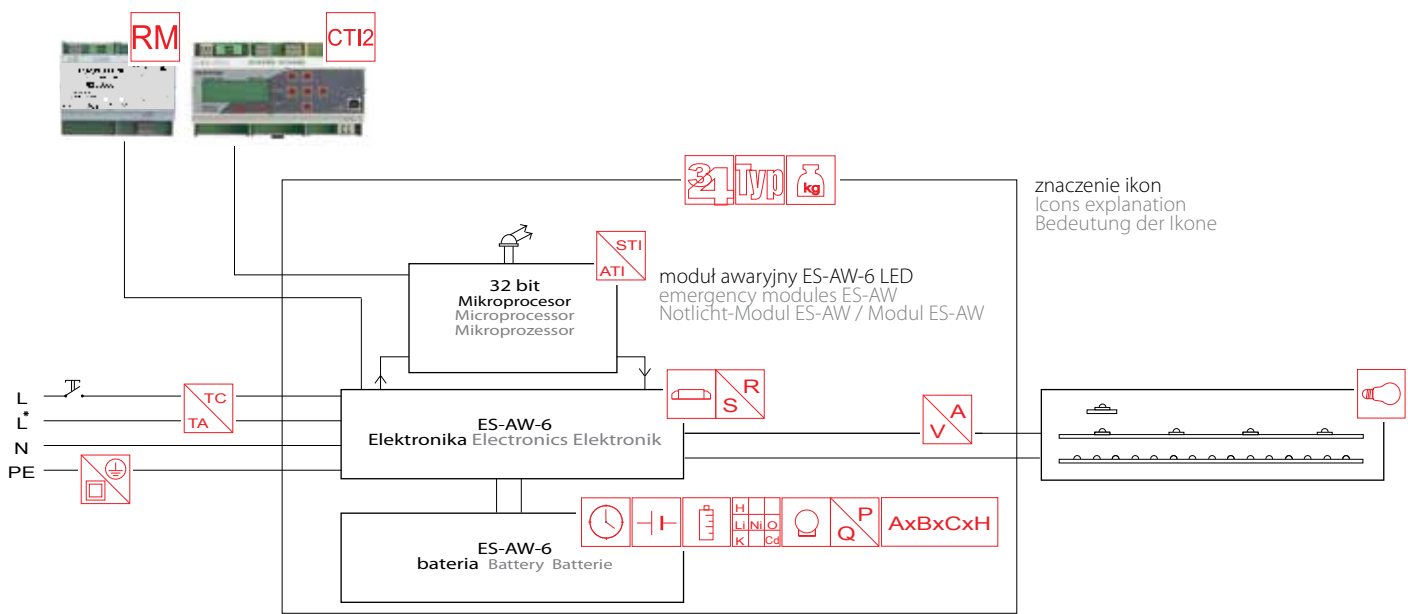 RM
CTI2
34 Typ kg
znaczenie ikon
Icons explanation
Bedeutung der Ikone
STI
ATI
32 bit
Mikroprocesor
Microprocessor
Mikroprozessor
moduł awaryjny ES-AW-6 LED
emergency modules ES-AW
Notlicht-Modul ES-AW / Modul ES-AW
L
L*
N
PE
TC
TA
R
S
ES-AW-6
Elektronika Electronics Elektronik
A
V
H
Li Ni O
K Cd
P
Q
AxBxCxH
ES-AW-6
bateria Battery Batterie